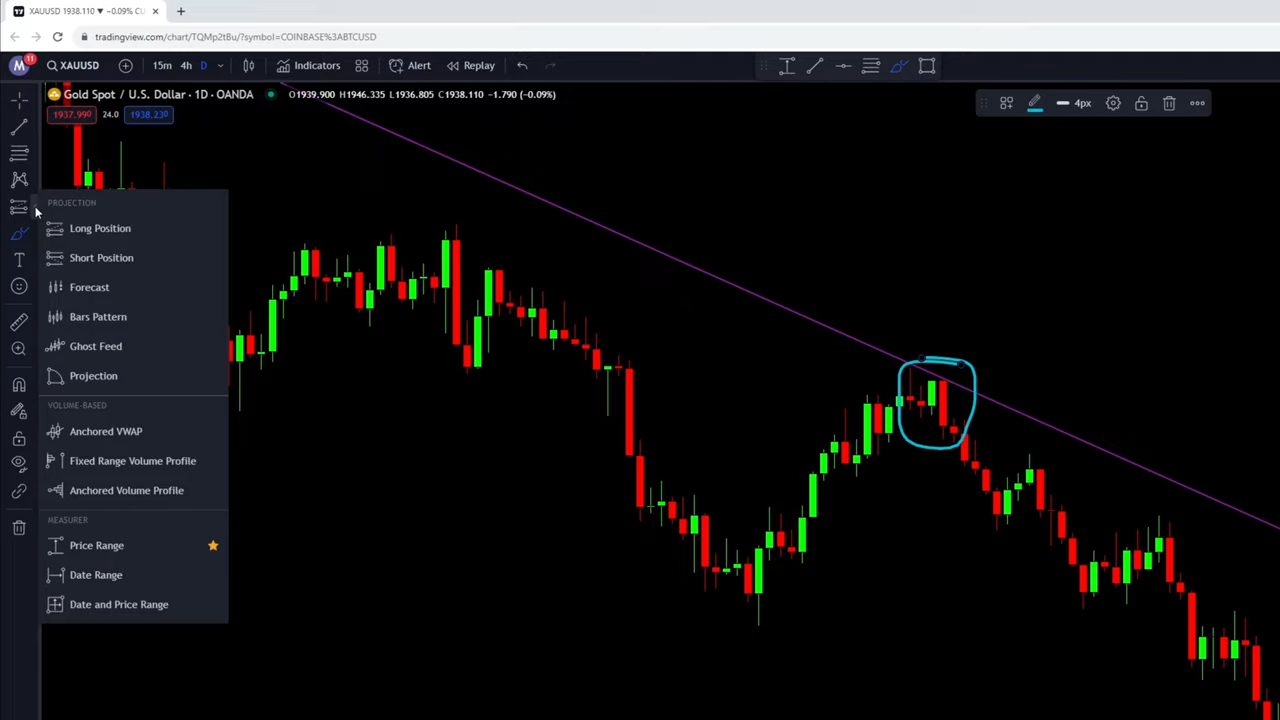 XAUUSD 1938.110 ▼ −0.09% CU
tradingview.com/chart/TQMp2tBu/?symbol=COINBASE%3ABTCUSD
M 11 XAUUSD 15m 4h D Indicators Alert Replay
Gold Spot / U.S. Dollar · 1D · OANDA O1939.900 H1946.335 L1936.805 C1938.110 −1.790 (−0.09%)
4px
1937.990 24.0 1938.230
PROJECTION
Long Position
Short Position
Forecast
Bars Pattern
Ghost Feed
Projection
VOLUME-BASED
Anchored VWAP
Fixed Range Volume Profile
Anchored Volume Profile
MEASURER
Price Range
Date Range
Date and Price Range